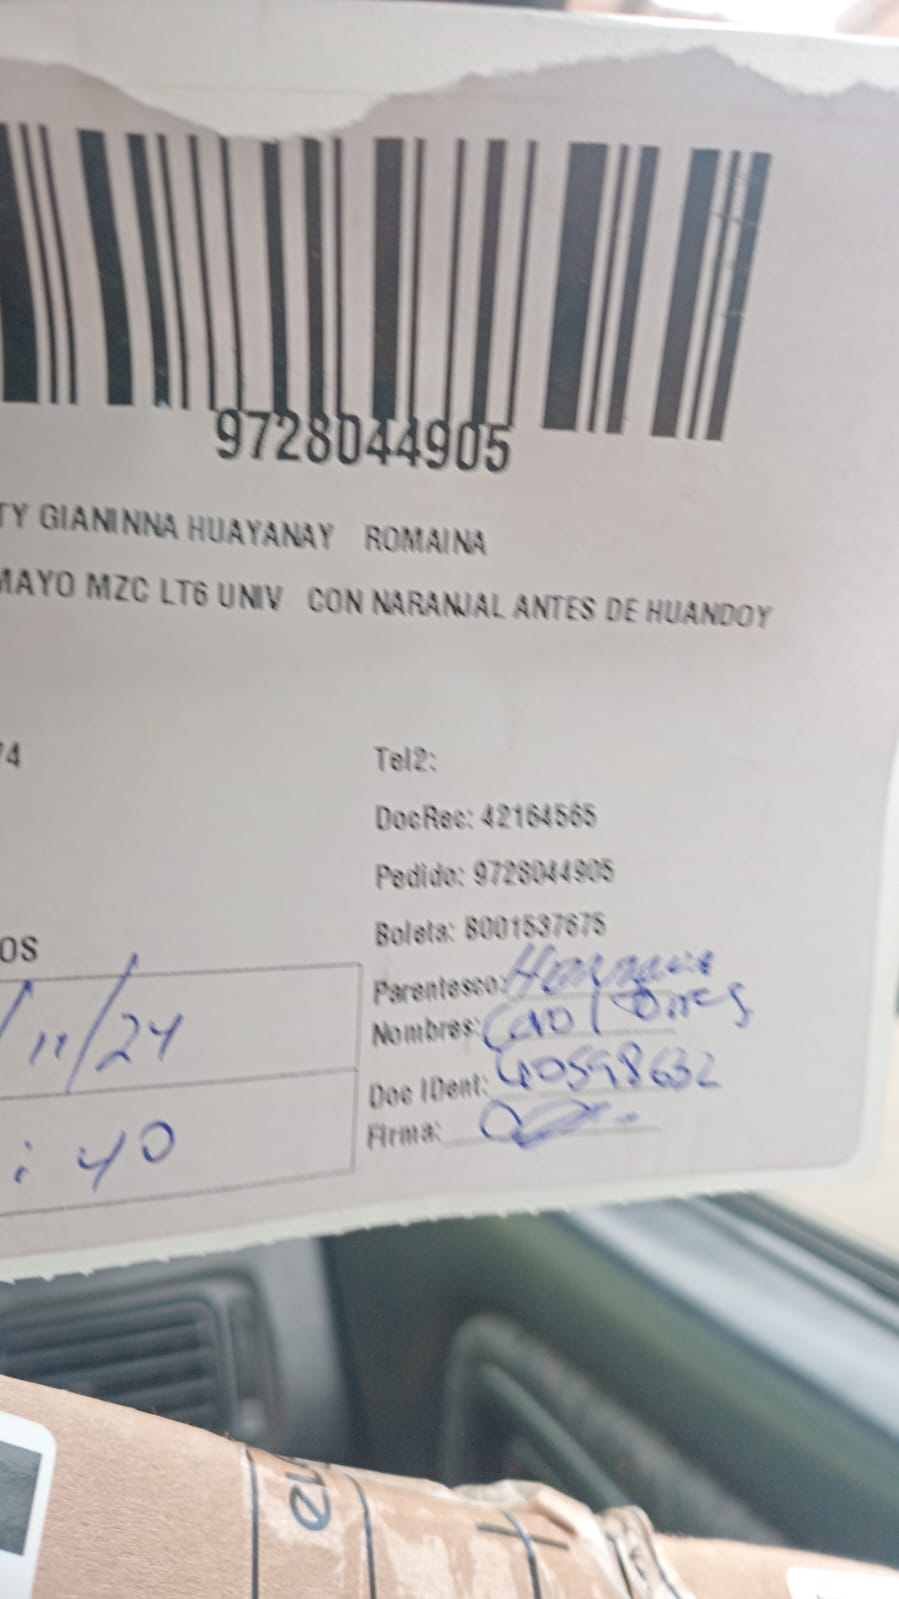 9728044905
TY GIANINNA HUAYANAY ROMAINA
MAYO MZC LT6 UNIV CON NARANJAL ANTES DE HUANDOY
74
Tel2:
DocRec: 42164565
Pedido: 9728044905
Boleta: B001537675
OS
Parentesco:
/11/24
Nombres:
Doc IDent: 40598632
: 40
Firma: